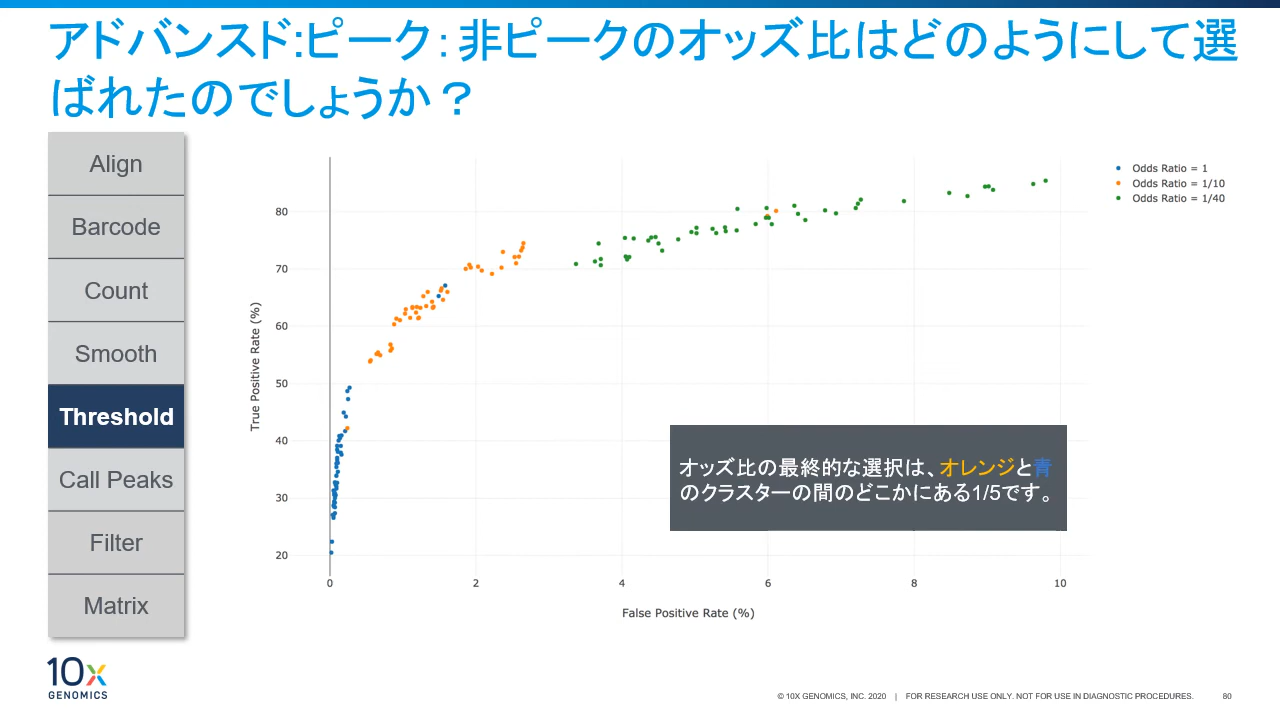 アドバンスド:ピーク：非ピークのオッズ比はどのようにして選
ばれたのでしょうか？
Align
Barcode
Count
Smooth
Threshold
Call Peaks
Filter
Matrix
True Positive Rate (%)
80
70
60
50
40
30
20
0
2
4
6
8
10
False Positive Rate (%)
Odds Ratio = 1
Odds Ratio = 1/10
Odds Ratio = 1/40
オッズ比の最終的な選択は、オレンジと青
のクラスターの間のどこかにある1/5です。
10x
GENOMICS
© 10X GENOMICS, INC. 2020 | FOR RESEARCH USE ONLY. NOT FOR USE IN DIAGNOSTIC PROCEDURES. 80